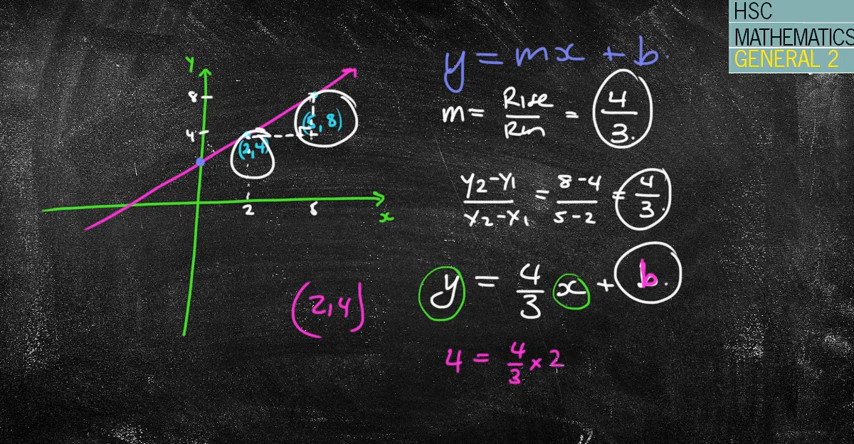 HSC
MATHEMATICS
GENERAL 2
y = mx + b.
m = Rise/Run = 4/3.
y
8
(5, 8)
4
(2,4)
2 5 x
y2-y1/x2-x1 = 8-4/5-2 = 4/3.
y = 4/3 x + b.
(2,4)
4 = 4/3 × 2